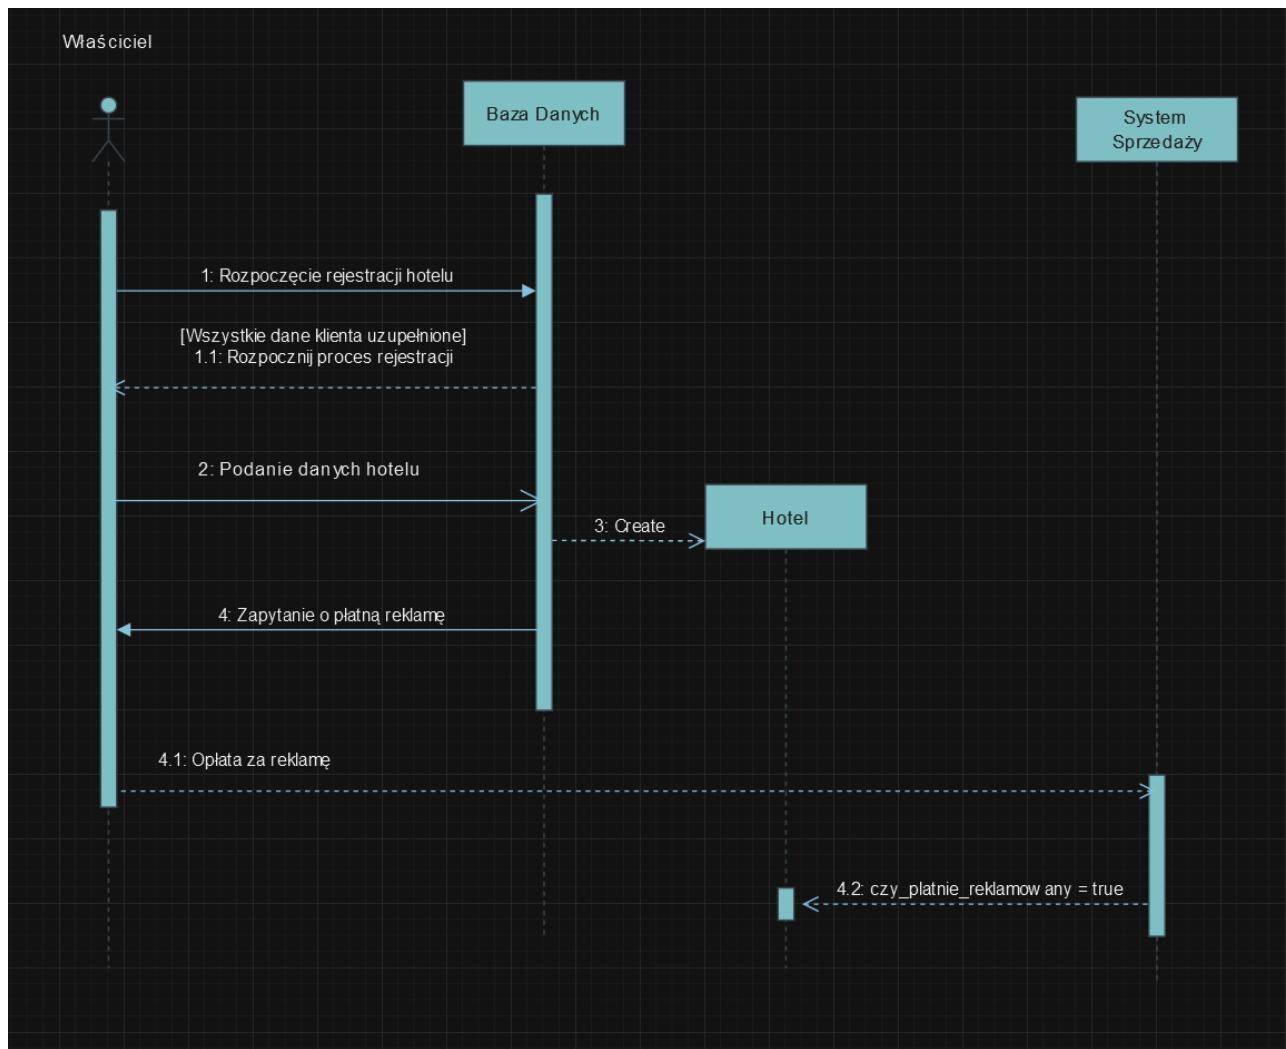 Właściciel
Baza Danych
System
Sprzedaży
1: Rozpoczęcie rejestracji hotelu
[Wszystkie dane klienta uzupełnione]
1.1: Rozpocznij proces rejestracji
2: Podanie danych hotelu
Hotel
3: Create
4: Zapytanie o płatną reklamę
4.1: Opłata za reklamę
4.2: czy_platnie_reklamowany = true